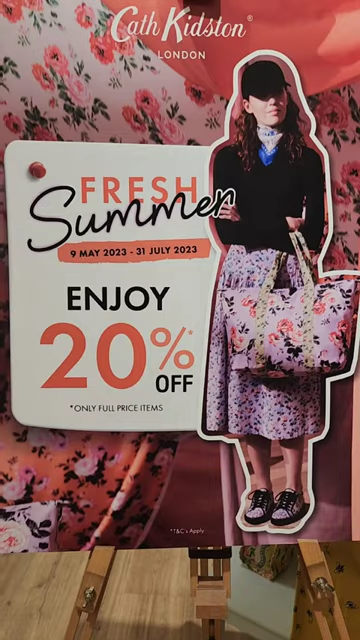 Cath Kidston®
LONDON
FRESH
Summer
9 MAY 2023 - 31 JULY 2023
ENJOY
20%*
OFF
*ONLY FULL PRICE ITEMS
*T&C's Apply